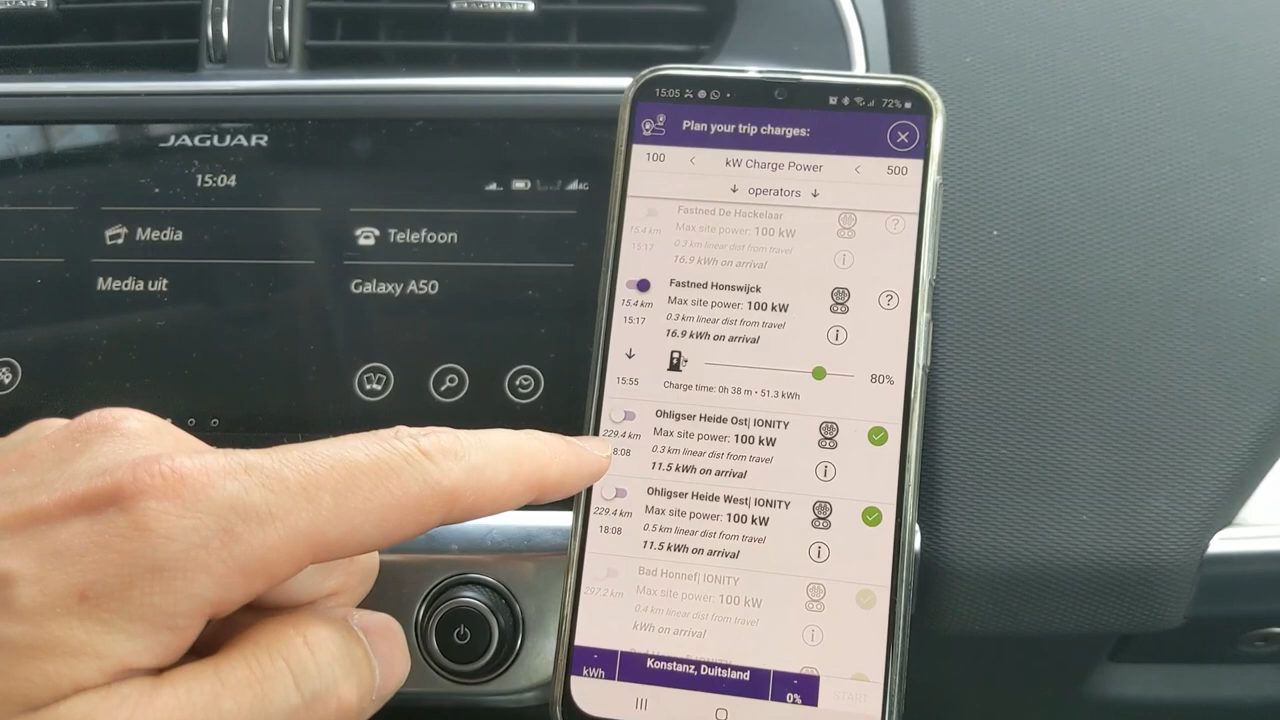 JAGUAR
15:04
4G
Media
Telefoon
Media uit
Galaxy A50
15:05
72%
Plan your trip charges:
100 < kW Charge Power < 500
↓ operators ↓
Fastned De Hackelaar
15.4 km
Max site power: 100 kW
15:17
0.3 km linear dist from travel
16.9 kWh on arrival
Fastned Honswijck
15.4 km
Max site power: 100 kW
15:17
0.3 km linear dist from travel
16.9 kWh on arrival
80%
15:55
Charge time: 0h 38 m • 51.3 kWh
Ohligser Heide Ost| IONITY
229.4 km
Max site power: 100 kW
8:08
0.3 km linear dist from travel
11.5 kWh on arrival
Ohligser Heide West| IONITY
229.4 km
Max site power: 100 kW
18:08
0.5 km linear dist from travel
11.5 kWh on arrival
Bad Honnef| IONITY
297.2 km
Max site power: 100 kW
0.4 km linear dist from travel
kWh on arrival
- kWh
Konstanz, Duitsland
- 0%
START